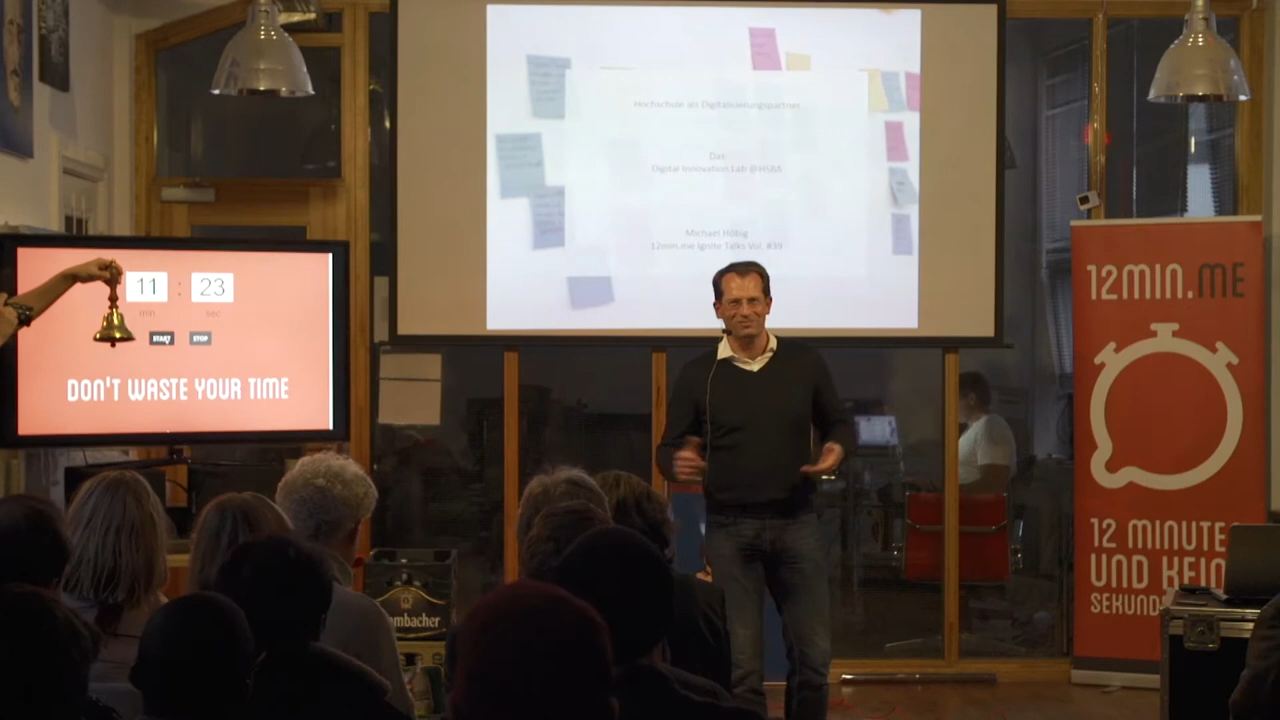 Hochschule als Digitalisierungspartner
Das
Digital Innovation Lab @HSBA
Michael Höbig
12min.me Ignite Talks Vol. #39
11 : 23
min sec
START STOP
DON'T WASTE YOUR TIME
12MIN.ME
12 MINUTE
UND KEIN
SEKUND
ombacher